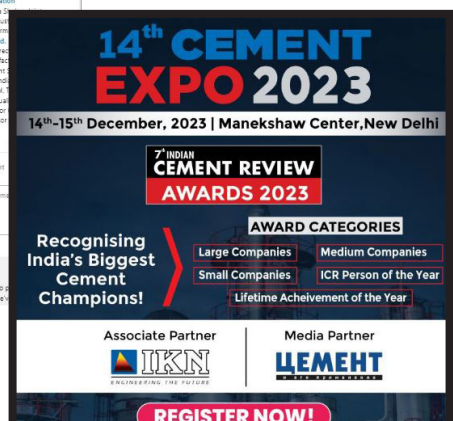 14th CEMENT
EXPO 2023
14th-15th December, 2023 | Manekshaw Center,New Delhi
7th INDIAN
CEMENT REVIEW
AWARDS 2023
Recognising
India's Biggest
Cement
Champions!
AWARD CATEGORIES
Large Companies
Medium Companies
Small Companies
ICR Person of the Year
Lifetime Acheivement of the Year
Associate Partner
IKN
ENGINEERING THE FUTURE
Media Partner
ЦЕМЕНТ
И ЕГО ПРИМЕНЕНИЕ
REGISTER NOW!